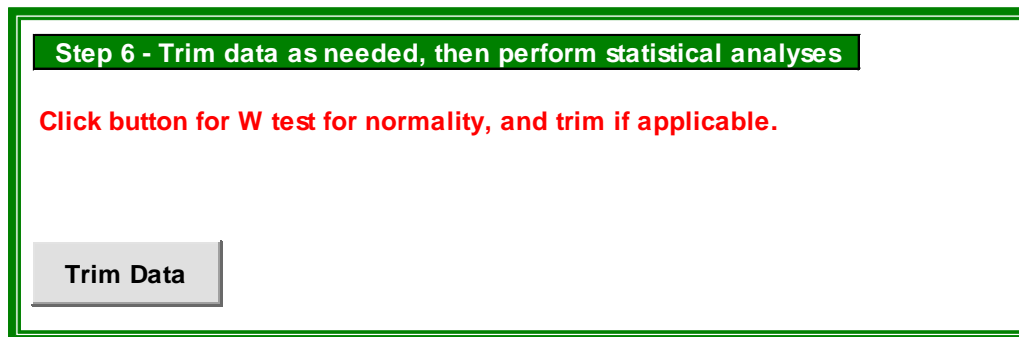 Step 6 - Trim data as needed, then perform statistical analyses
Click button for W test for normality, and trim if applicable.
Trim Data